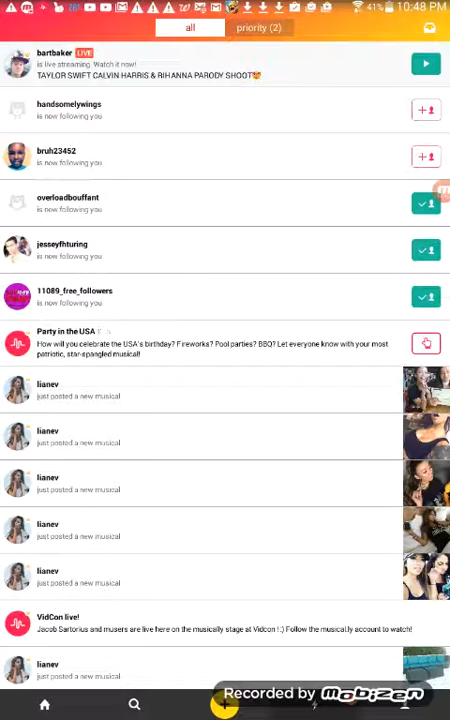 41% 10:48 PM
all priority (2)
bartbaker LIVE
is live streaming. Watch it now!
TAYLOR SWIFT CALVIN HARRIS & RIHANNA PARODY SHOOT
handsomelywings
is now following you
bruh23452
is now following you
overloadbouffant
is now following you
jesseyfhturing
is now following you
11089_free_followers
is now following you
Party in the USA
How will you celebrate the USA's birthday? Fireworks? Pool parties? BBQ? Let everyone know with your most
patriotic, star-spangled musical!
lianev
just posted a new musical
lianev
just posted a new musical
lianev
just posted a new musical
lianev
just posted a new musical
lianev
just posted a new musical
VidCon live!
Jacob Sartorius and musers are live here on the musically stage at Vidcon ! :) Follow the musical.ly account to watch!
lianev
just posted a new musical
Recorded by Mobizen